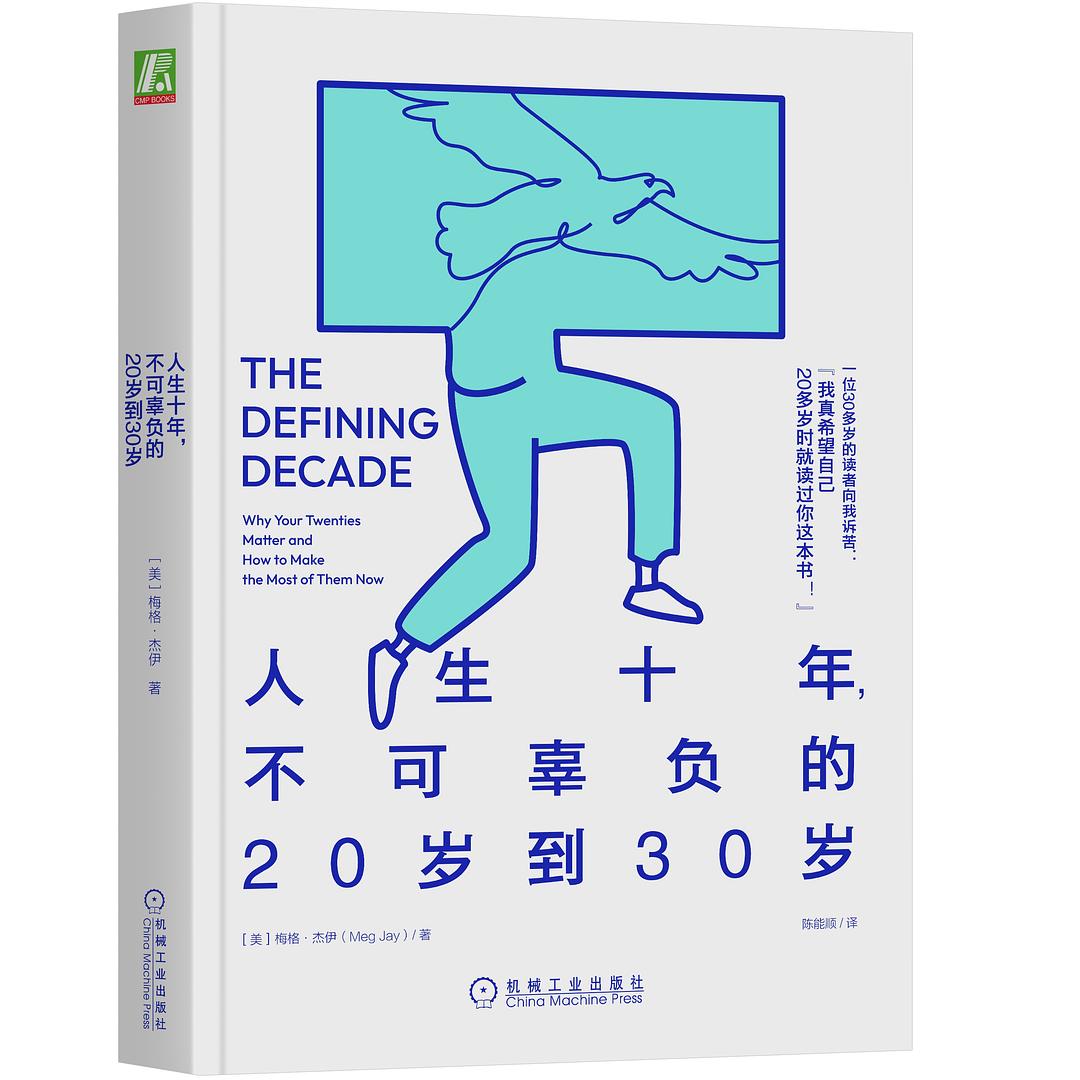 CMP BOOKS
人生十年，
不可辜负的
20岁到30岁
[美] 梅格·杰伊 著
机械工业出版社
China Machine Press
THE
DEFINING
DECADE
Why Your Twenties
Matter and
How to Make
the Most of Them Now
一位30多岁的读者向我诉苦：
『我真希望自己
20多岁时就读过你这本书！』
人生十年,
不可辜负的
20岁到30岁
[美] 梅格·杰伊（Meg Jay）/ 著
陈能顺 / 译
机械工业出版社
China Machine Press